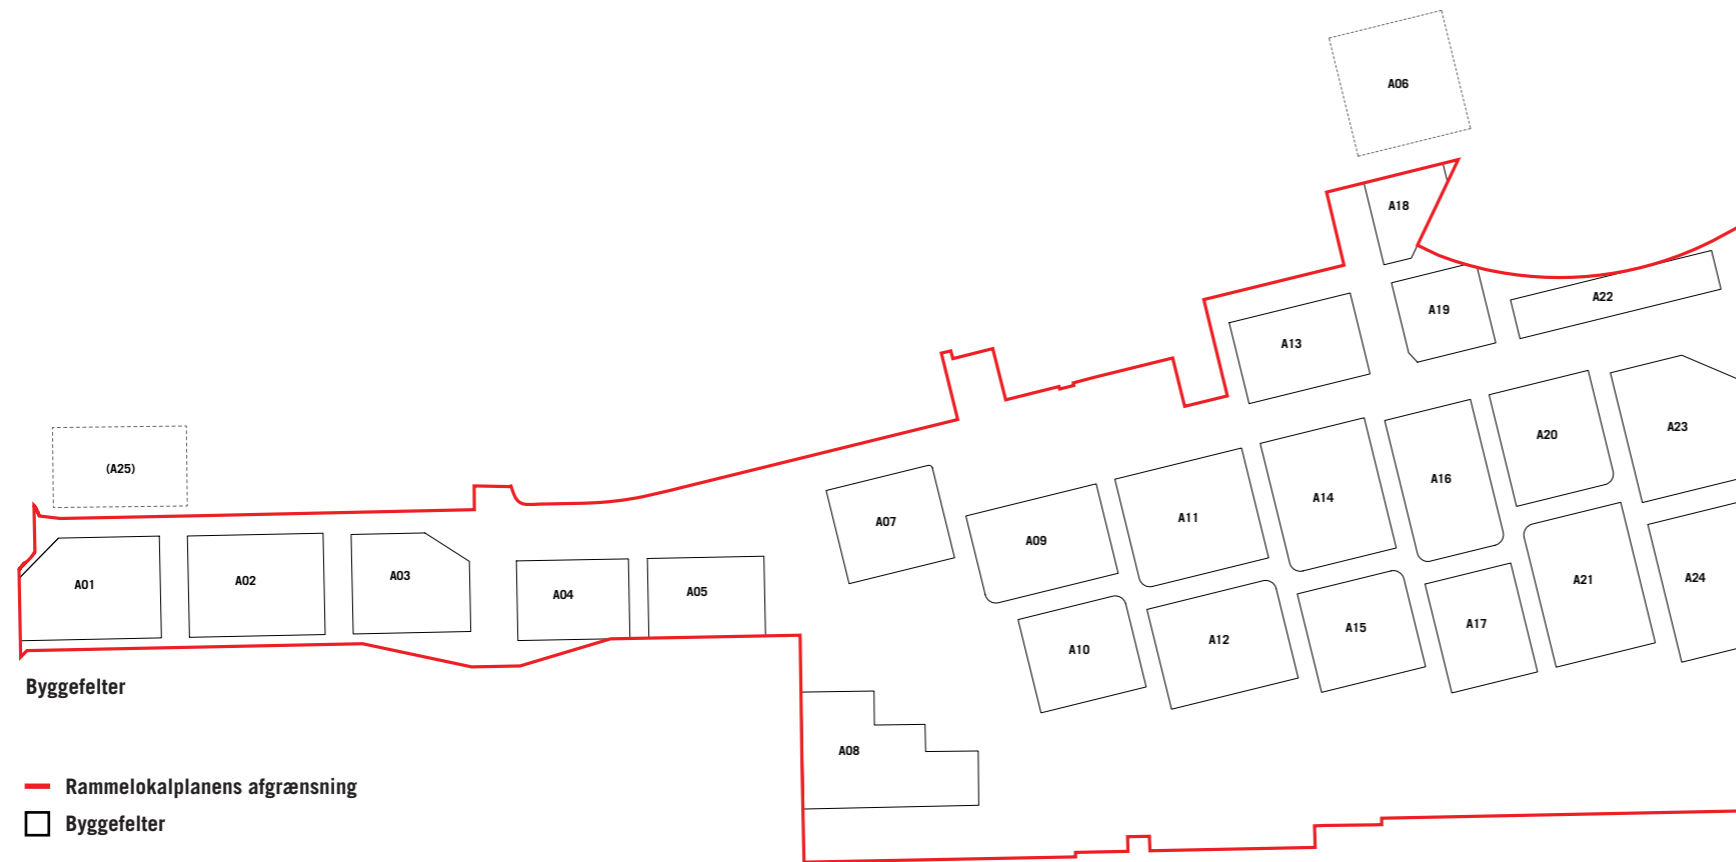 A06
A18
A19
A22
A13
A23
A20
A16
A14
A11
A07
A09
(A25)
A01
A02
A03
A04
A05
A21
A24
A17
A15
A12
A10
A08
Byggefelter
Rammelokalplanens afgrænsning
Byggefelter